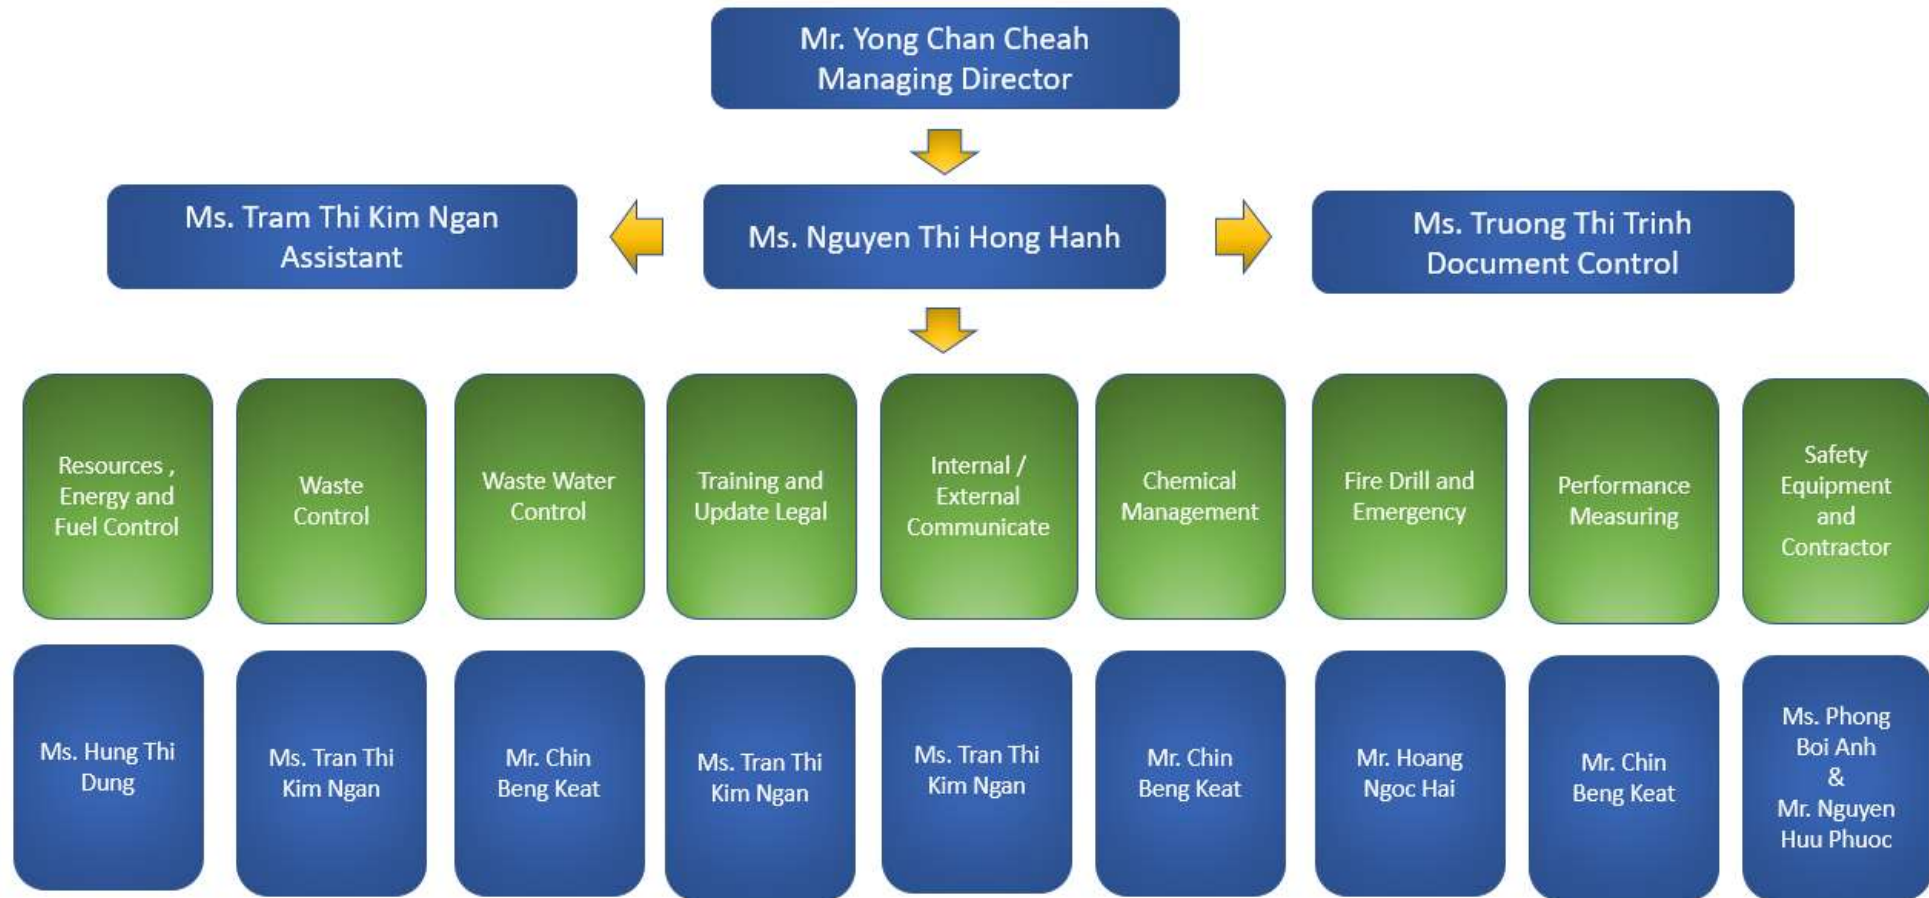 Mr. Yong Chan Cheah
Managing Director
Ms. Tram Thi Kim Ngan
Assistant
Ms. Nguyen Thi Hong Hanh
Ms. Truong Thi Trinh
Document Control
Resources ,
Energy and
Fuel Control
Waste
Control
Waste Water
Control
Training and
Update Legal
Internal /
External
Communicate
Chemical
Management
Fire Drill and
Emergency
Performance
Measuring
Safety
Equipment
and
Contractor
Ms. Hung Thi
Dung
Ms. Tran Thi
Kim Ngan
Mr. Chin
Beng Keat
Ms. Tran Thi
Kim Ngan
Ms. Tran Thi
Kim Ngan
Mr. Chin
Beng Keat
Mr. Hoang
Ngoc Hai
Mr. Chin
Beng Keat
Ms. Phong
Boi Anh
&
Mr. Nguyen
Huu Phuoc